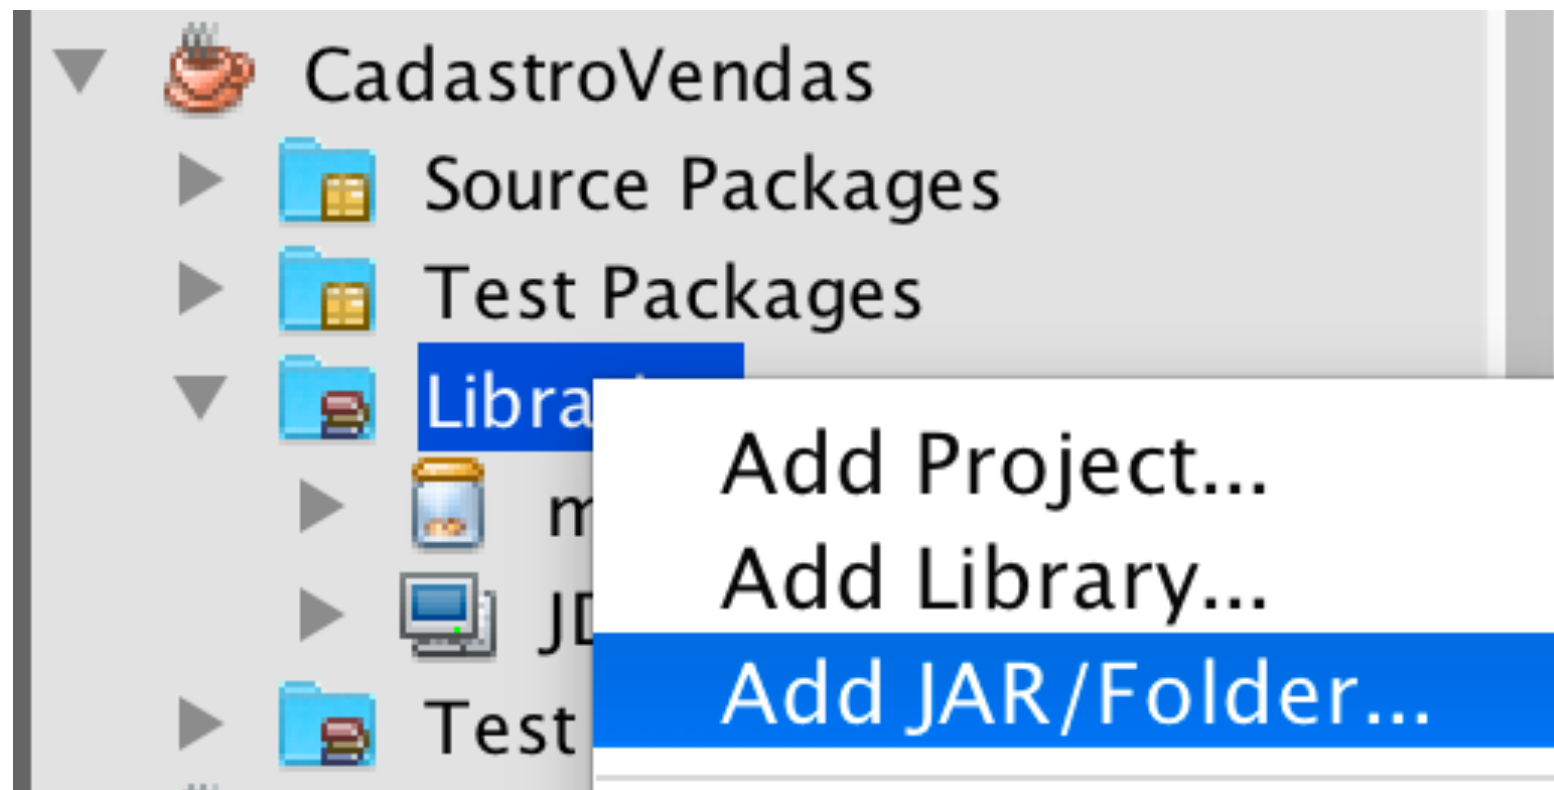 CadastroVendas
Source Packages
Test Packages
Add Project...
Add Library...
Add JAR/Folder...
Test